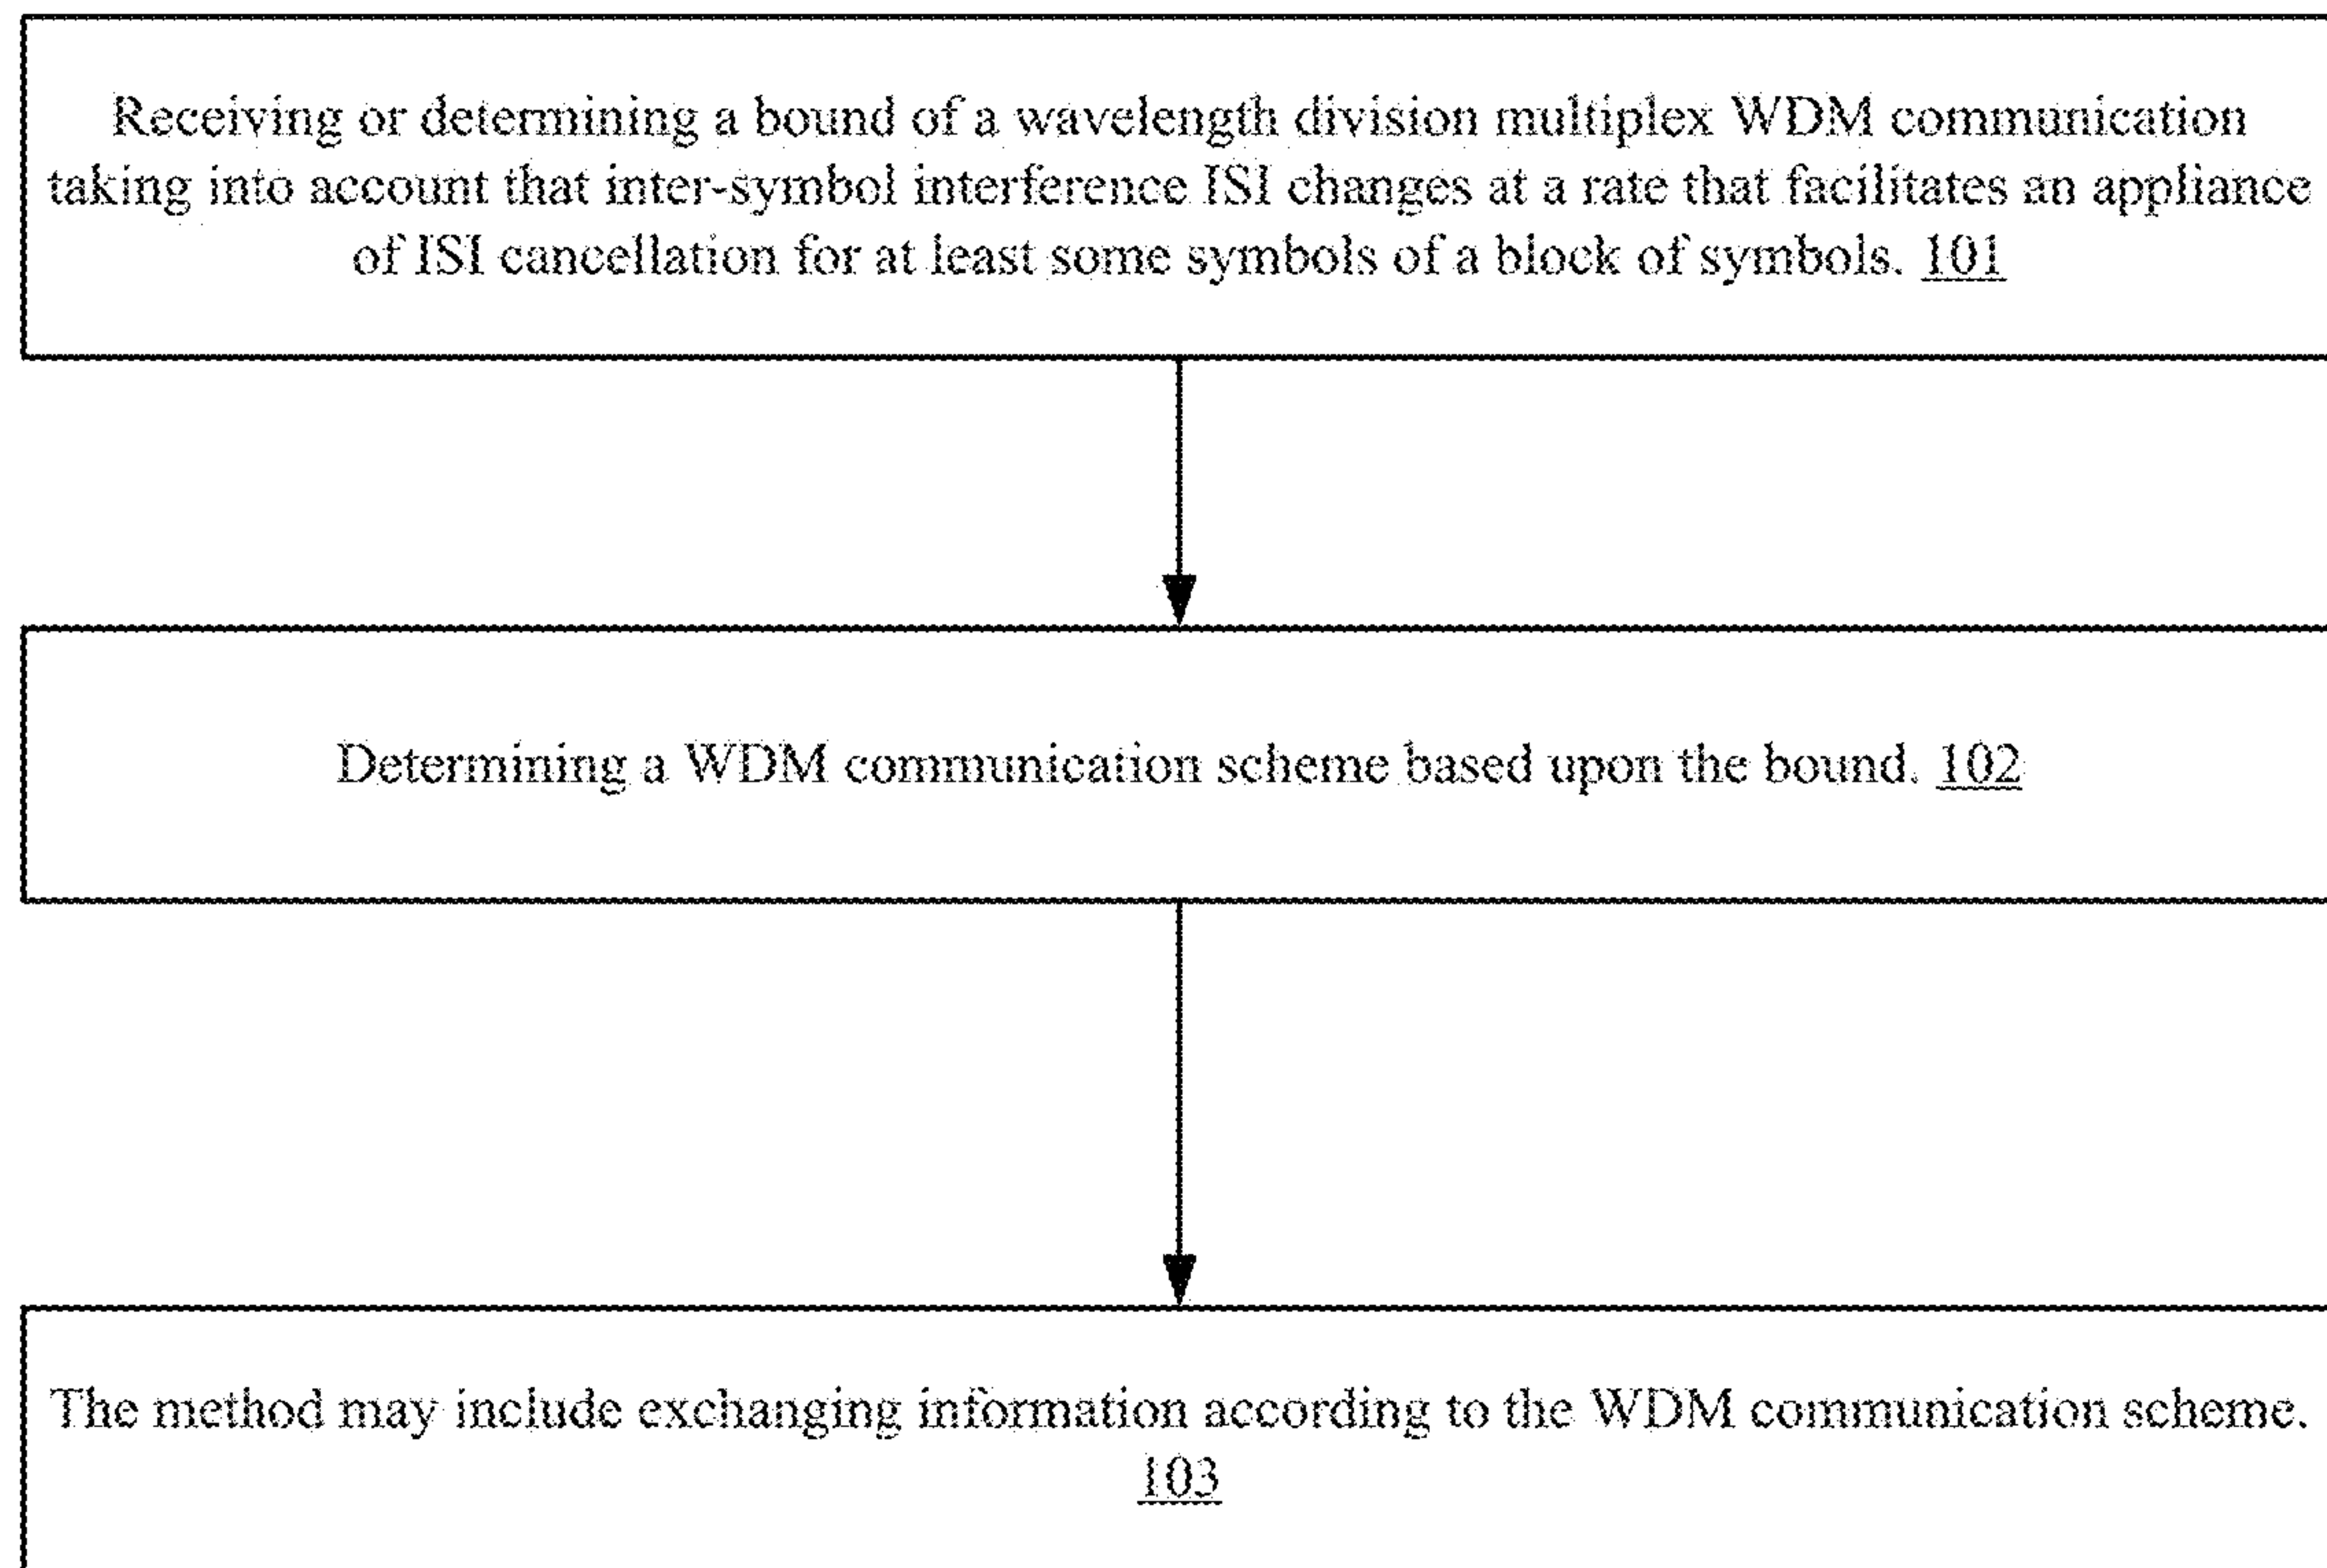 Receiving or determining a bound of a wavelength division multiplex WDM communication
taking into account that inter-symbol interference ISI changes at a rate that facilitates an appliance
of ISI cancellation for at least some symbols of a block of symbols. 101
Determining a WDM communication scheme based upon the bound. 102
The method may include exchanging information according to the WDM communication scheme.
103